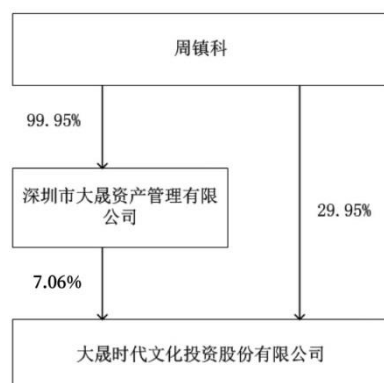 周镇科
99.95%
深圳市大晟资产管理有限
公司
29.95%
7.06%
大晟时代文化投资股份有限公司